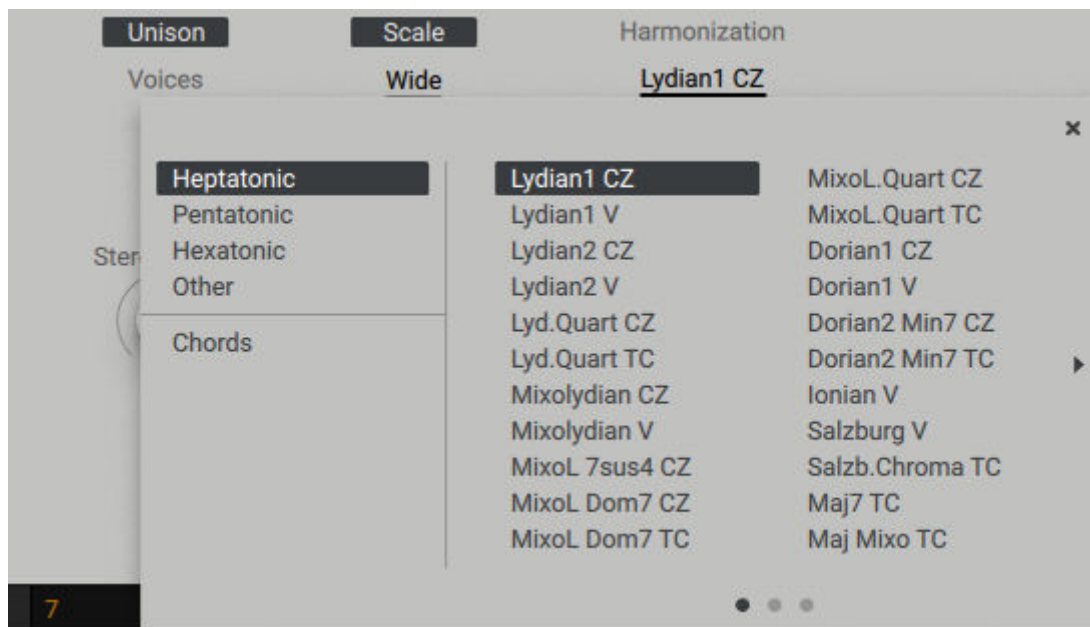 Unison Scale Harmonization
Voices Wide Lydian1 CZ
×
Heptatonic
Pentatonic
Hexatonic
Other
Chords
Lydian1 CZ
Lydian1 V
Lydian2 CZ
Lydian2 V
Lyd.Quart CZ
Lyd.Quart TC
Mixolydian CZ
Mixolydian V
MixoL 7sus4 CZ
MixoL Dom7 CZ
MixoL Dom7 TC
MixoL.Quart CZ
MixoL.Quart TC
Dorian1 CZ
Dorian1 V
Dorian2 Min7 CZ
Dorian2 Min7 TC
Ionian V
Salzburg V
Salzb.Chroma TC
Maj7 TC
Maj Mixo TC
Ster
7